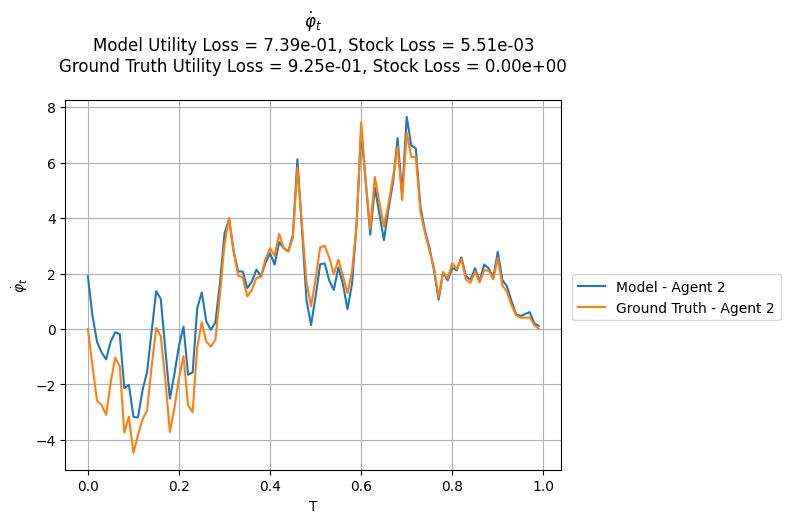 φ̇ₜ
Model Utility Loss = 7.39e-01, Stock Loss = 5.51e-03
Ground Truth Utility Loss = 9.25e-01, Stock Loss = 0.00e+00
8
6
4
2
0
−2
−4
φ̇ₜ
0.0 0.2 0.4 0.6 0.8 1.0
T
Model - Agent 2
Ground Truth - Agent 2